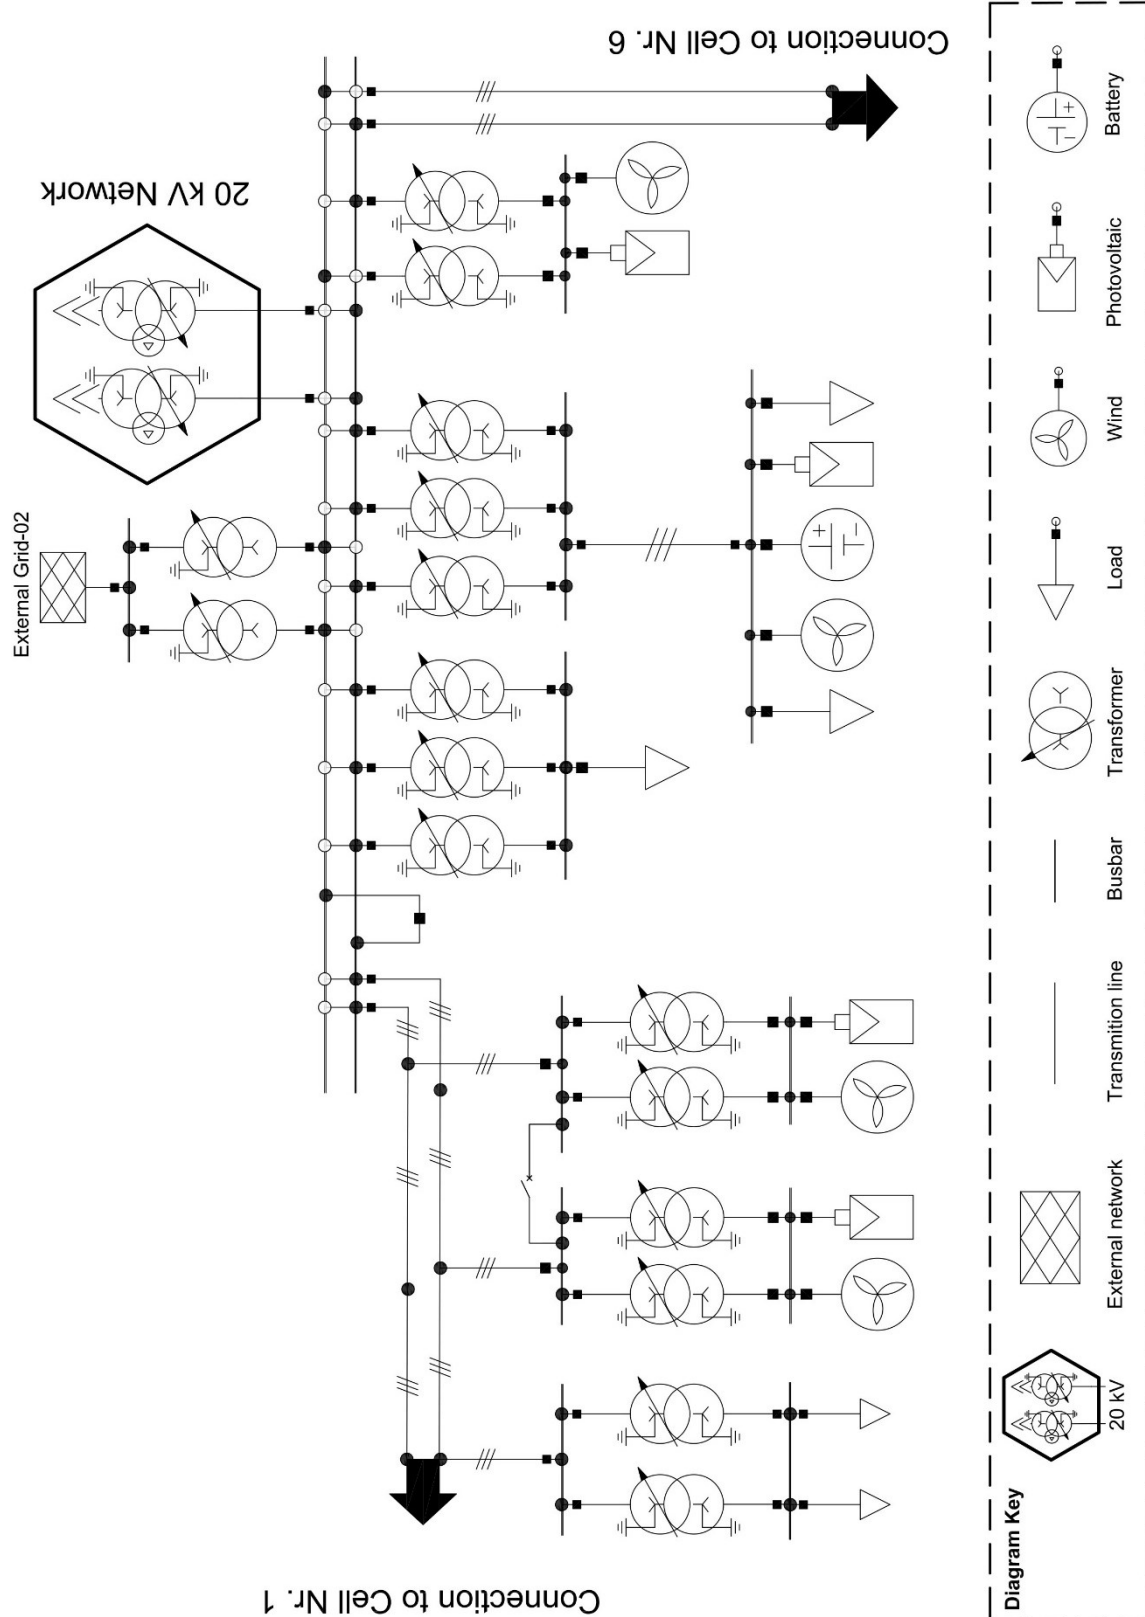 Connection to Cell Nr. 6
20 kV Network
External Grid-02
Connection to Cell Nr. 1
Diagram Key
20 kV
External network
Transmition line
Busbar
Transformer
Load
Wind
Photovoltaic
Battery